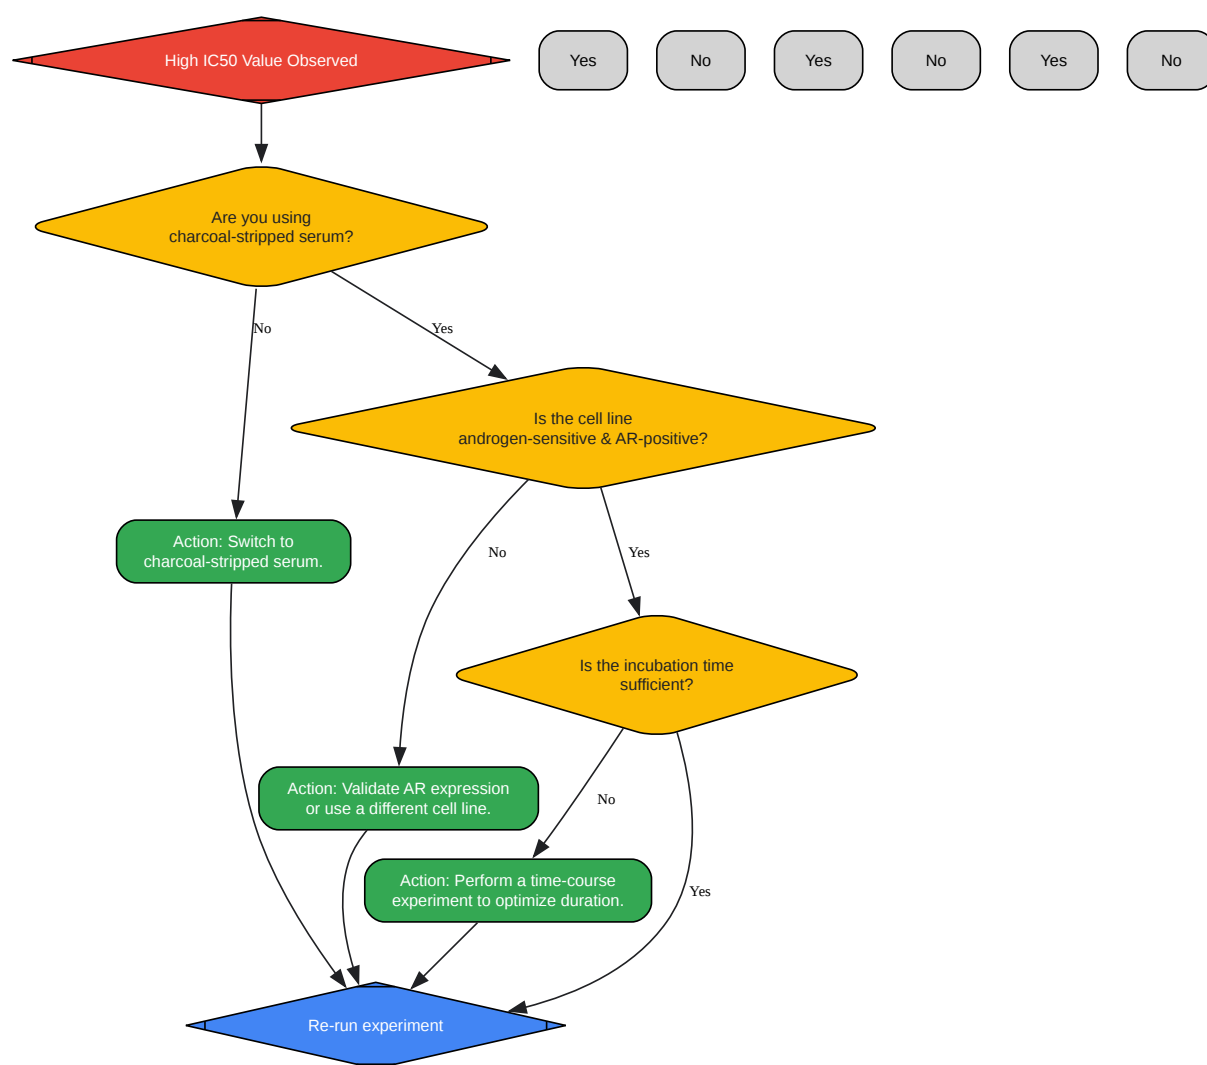 High IC50 Value Observed
Yes
No
Yes
No
Yes
No
Are you using
charcoal-stripped serum?
No
Yes
Is the cell line
androgen-sensitive & AR-positive?
Action: Switch to
charcoal-stripped serum.
No
Yes
Is the incubation time
sufficient?
Action: Validate AR expression
or use a different cell line.
No
Action: Perform a time-course
experiment to optimize duration.
Yes
Re-run experiment